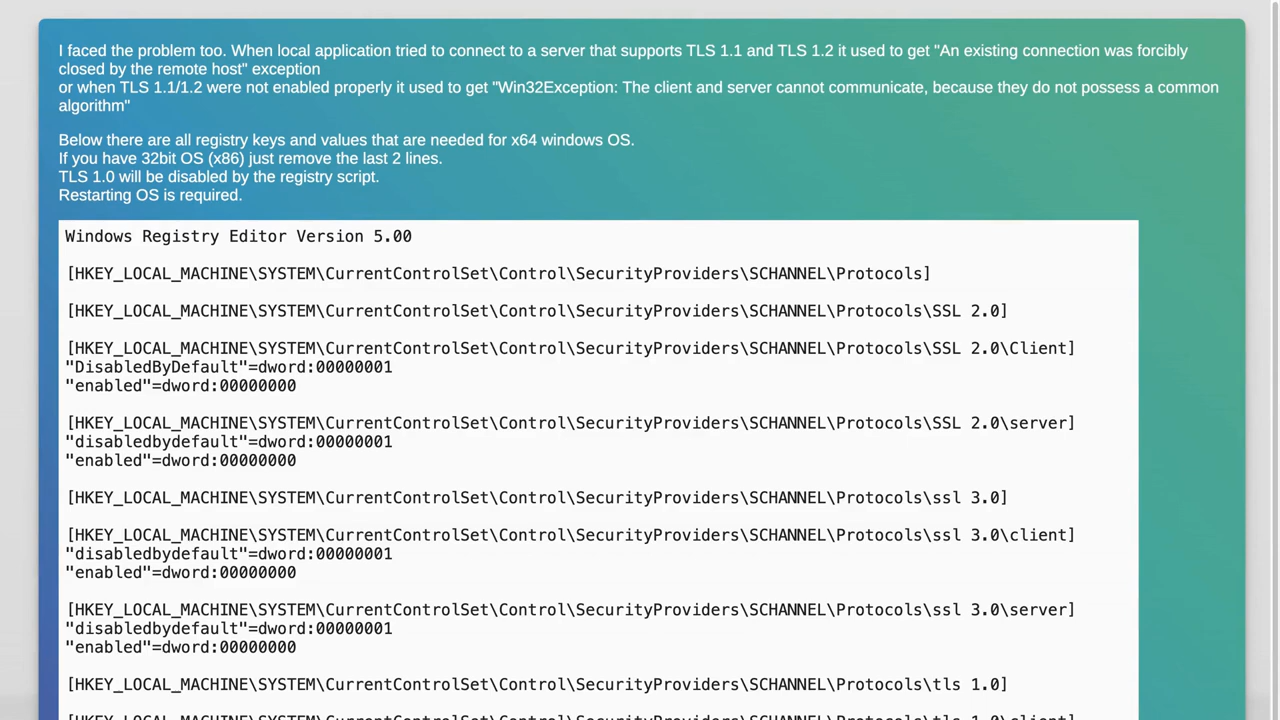 I faced the problem too. When local application tried to connect to a server that supports TLS 1.1 and TLS 1.2 it used to get "An existing connection was forcibly
closed by the remote host" exception
or when TLS 1.1/1.2 were not enabled properly it used to get "Win32Exception: The client and server cannot communicate, because they do not possess a common
algorithm"
Below there are all registry keys and values that are needed for x64 windows OS.
If you have 32bit OS (x86) just remove the last 2 lines.
TLS 1.0 will be disabled by the registry script.
Restarting OS is required.
Windows Registry Editor Version 5.00
[HKEY_LOCAL_MACHINE\SYSTEM\CurrentControlSet\Control\SecurityProviders\SCHANNEL\Protocols]
[HKEY_LOCAL_MACHINE\SYSTEM\CurrentControlSet\Control\SecurityProviders\SCHANNEL\Protocols\SSL 2.0]
[HKEY_LOCAL_MACHINE\SYSTEM\CurrentControlSet\Control\SecurityProviders\SCHANNEL\Protocols\SSL 2.0\Client]
"DisabledByDefault"=dword:00000001
"enabled"=dword:00000000
[HKEY_LOCAL_MACHINE\SYSTEM\CurrentControlSet\Control\SecurityProviders\SCHANNEL\Protocols\SSL 2.0\server]
"disabledbydefault"=dword:00000001
"enabled"=dword:00000000
[HKEY_LOCAL_MACHINE\SYSTEM\CurrentControlSet\Control\SecurityProviders\SCHANNEL\Protocols\ssl 3.0]
[HKEY_LOCAL_MACHINE\SYSTEM\CurrentControlSet\Control\SecurityProviders\SCHANNEL\Protocols\ssl 3.0\client]
"disabledbydefault"=dword:00000001
"enabled"=dword:00000000
[HKEY_LOCAL_MACHINE\SYSTEM\CurrentControlSet\Control\SecurityProviders\SCHANNEL\Protocols\ssl 3.0\server]
"disabledbydefault"=dword:00000001
"enabled"=dword:00000000
[HKEY_LOCAL_MACHINE\SYSTEM\CurrentControlSet\Control\SecurityProviders\SCHANNEL\Protocols\tls 1.0]
[HKEY_LOCAL_MACHINE\SYSTEM\CurrentControlSet\Control\SecurityProviders\SCHANNEL\Protocols\tls 1.0\client]